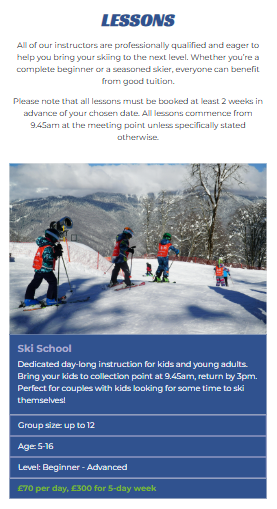 LESSONS
All of our instructors are professionally qualified and eager to
help you bring your skiing to the next level. Whether you're a
complete beginner or a seasoned skier, everyone can benefit
from good tuition.
Please note that all lessons must be booked at least 2 weeks in
advance of your chosen date. All lessons commence from
9.45am at the meeting point unless specifically stated
otherwise.
Ski School
Dedicated day-long instruction for kids and young adults.
Bring your kids to collection point at 9.45am, return by 3pm.
Perfect for couples with kids looking for some time to ski
themselves!
Group size: up to 12
Age: 5-16
Level: Beginner - Advanced
£70 per day, £300 for 5-day week